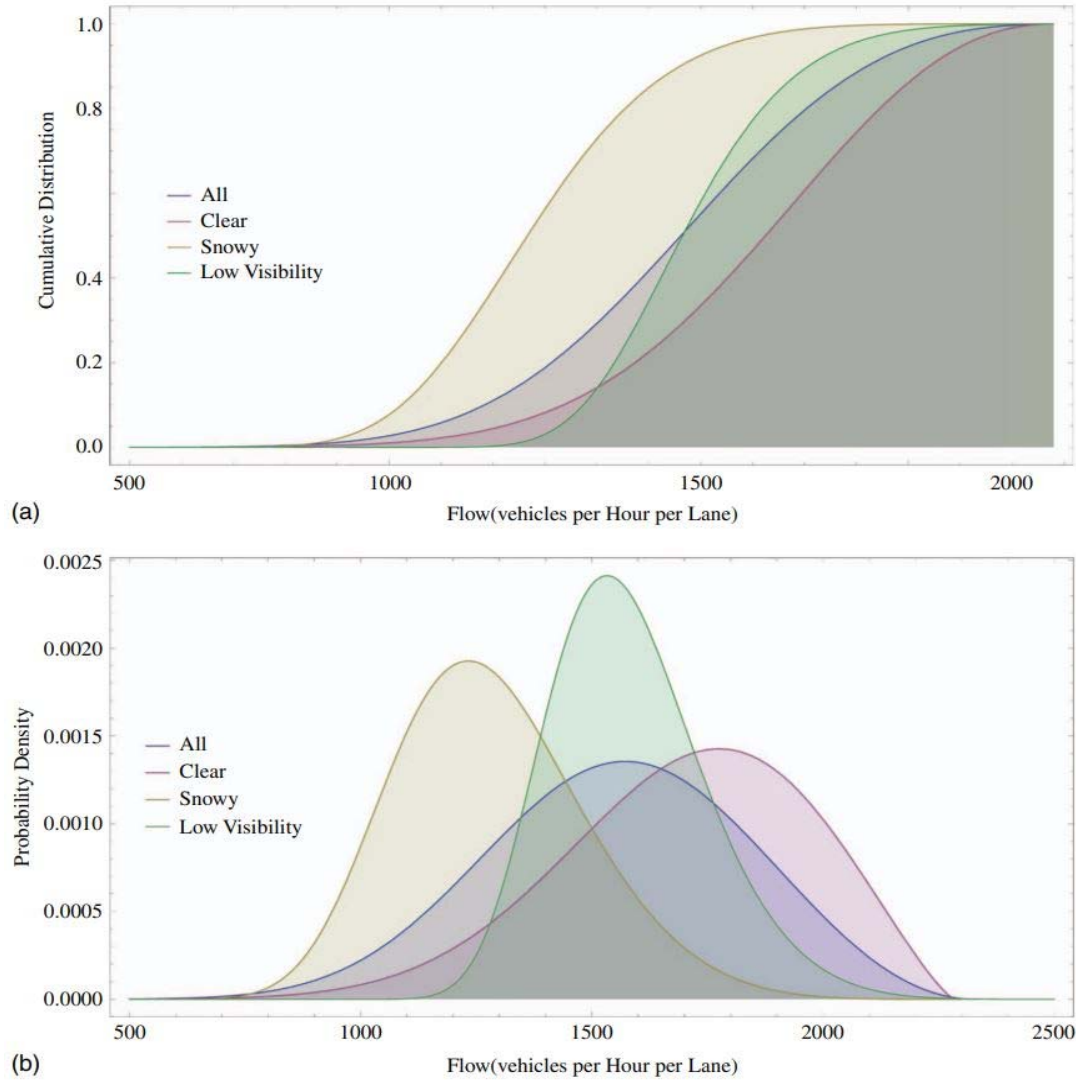 1.0
0.8
0.4
0.2
0.0
Cumulative Distribution
All
Clear
Snowy
Low Visibility
500 1000 1500 2000
Flow(vehicles per Hour per Lane)
(a)
0.0025
0.0020
0.0015
0.0010
0.0005
0.0000
Probability Density
All
Clear
Snowy
Low Visibility
500 1000 1500 2000 2500
Flow(vehicles per Hour per Lane)
(b)